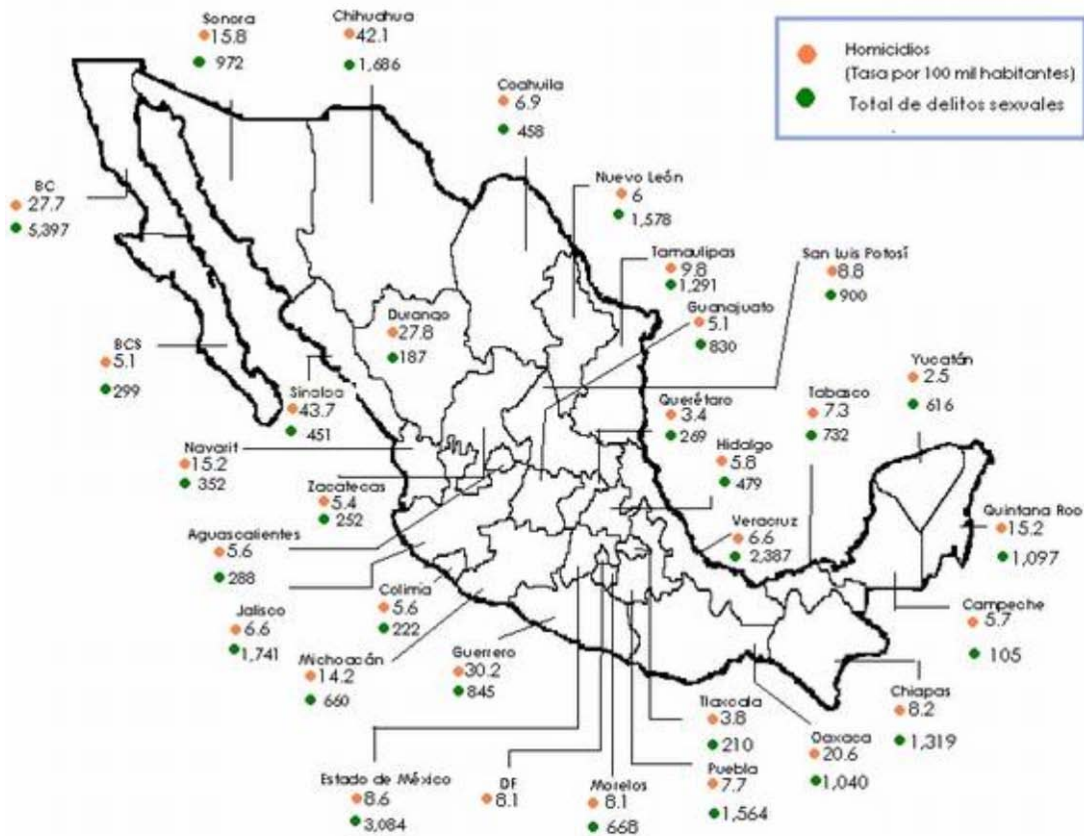 Sonora
15.8
972
Chihuahua
42.1
1,686
Coahuila
6.9
458
Homicidios
(Tasa por 100 mil habitantes)
Total de delitos sexuales
BC
27.7
5,397
Nuevo León
6
1,578
Tamaulipas
9.8
1,291
San Luis Potosí
8.8
900
Guanajuato
5.1
830
Durango
27.8
187
BCS
5.1
299
Sinaloa
43.7
451
Yucatán
2.5
616
Tabasco
7.3
732
Querétaro
3.4
269
Hidalgo
5.8
479
Navarit
15.2
352
Zacatecas
5.4
252
Veracruz
6.6
2,387
Quintana Roo
15.2
1,097
Aguascalientes
5.6
288
Colima
5.6
222
Campeche
5.7
105
Jalisco
6.6
1,741
Michoacán
14.2
660
Guerrero
30.2
845
Chiapas
8.2
1,319
Tlaxcala
3.8
210
Oaxaca
20.6
1,040
Estado de México
8.6
3,084
DF
8.1
Morelos
8.1
668
Puebla
7.7
1,564